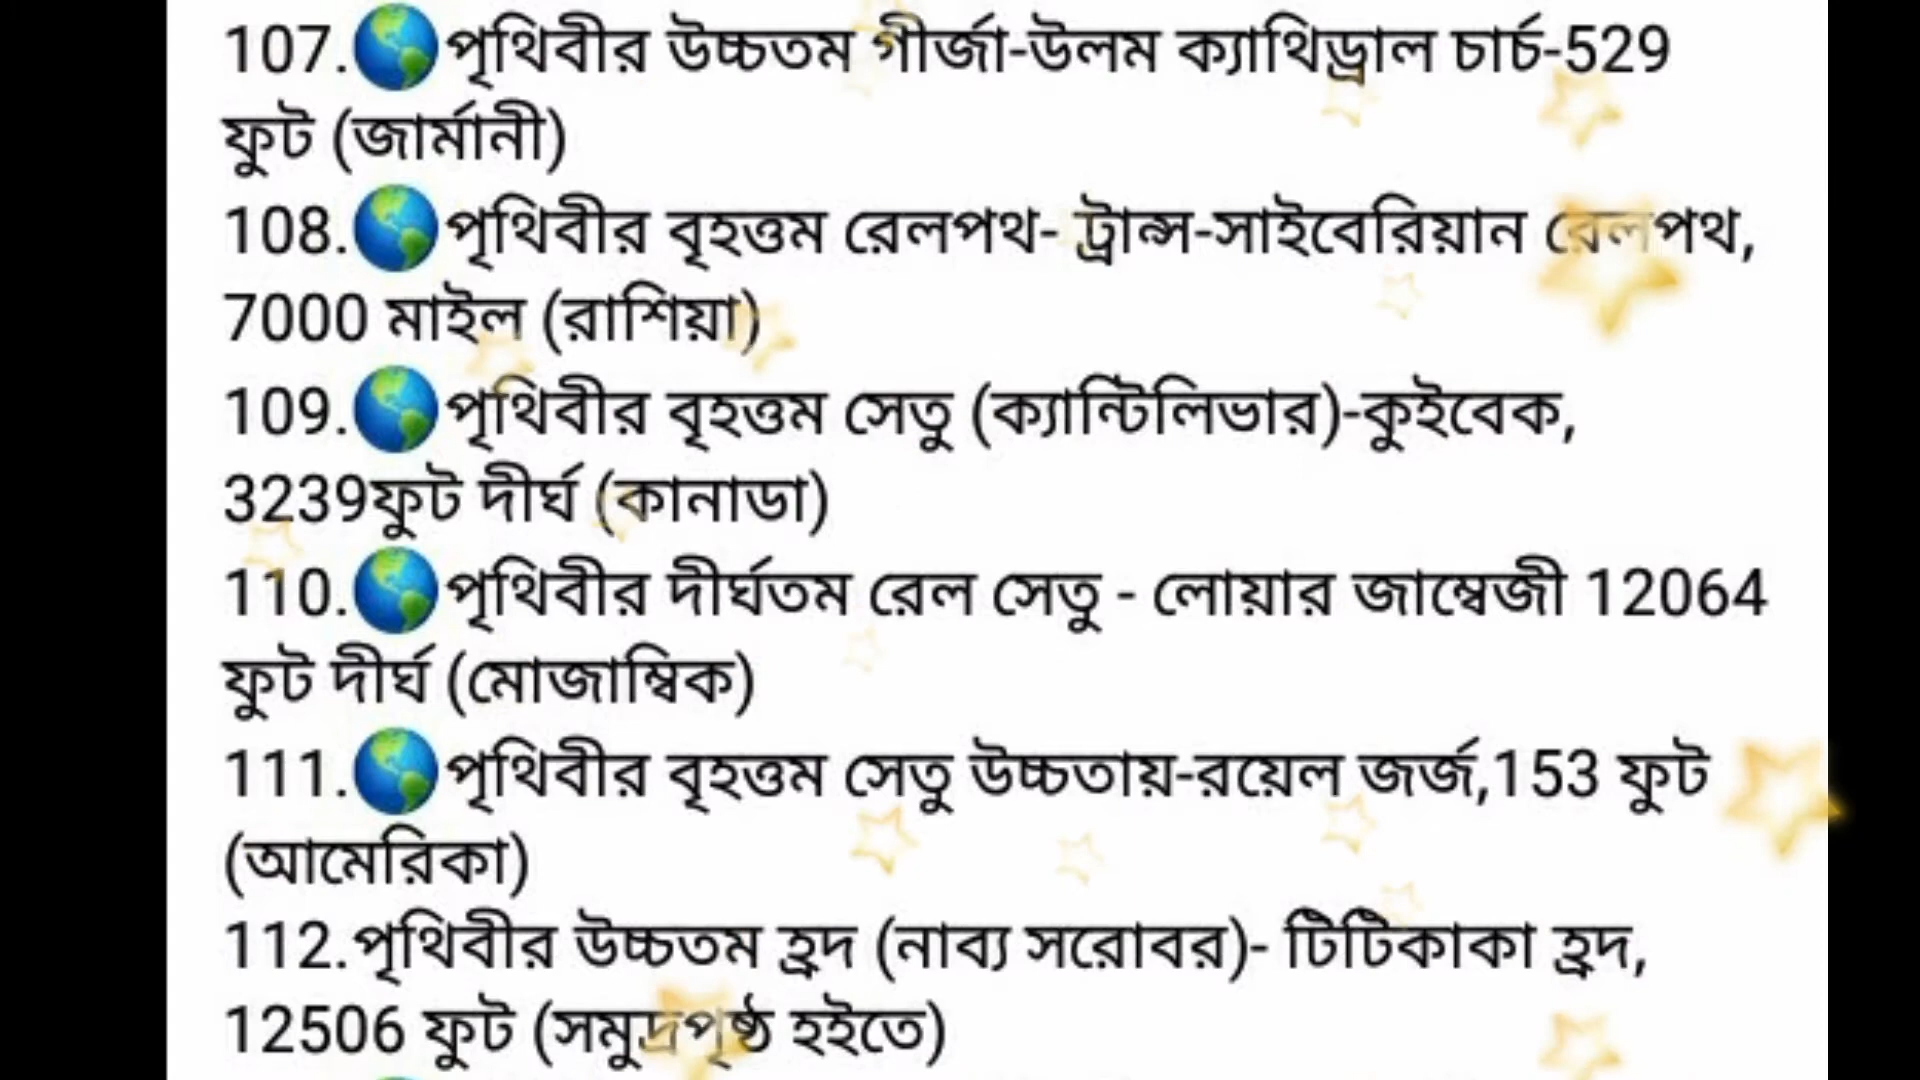 107.🌎পৃথিবীর উচ্চতম গীর্জা-উলম ক্যাথিড্রাল চার্চ-529
ফুট (জার্মানী)
108.🌎পৃথিবীর বৃহত্তম রেলপথ- ট্রান্স-সাইবেরিয়ান রেলপথ,
7000 মাইল (রাশিয়া)
109.🌎পৃথিবীর বৃহত্তম সেতু (ক্যান্টিলিভার)-কুইবেক,
3239ফুট দীর্ঘ (কানাডা)
110.🌎পৃথিবীর দীর্ঘতম রেল সেতু - লোয়ার জাম্বেজী 12064
ফুট দীর্ঘ (মোজাম্বিক)
111.🌎পৃথিবীর বৃহত্তম সেতু উচ্চতায়-রয়েল জর্জ,153 ফুট
(আমেরিকা)
112.পৃথিবীর উচ্চতম হ্রদ (নাব্য সরোবর)- টিটিকাকা হ্রদ,
12506 ফুট (সমুদ্রপৃষ্ঠ হইতে)